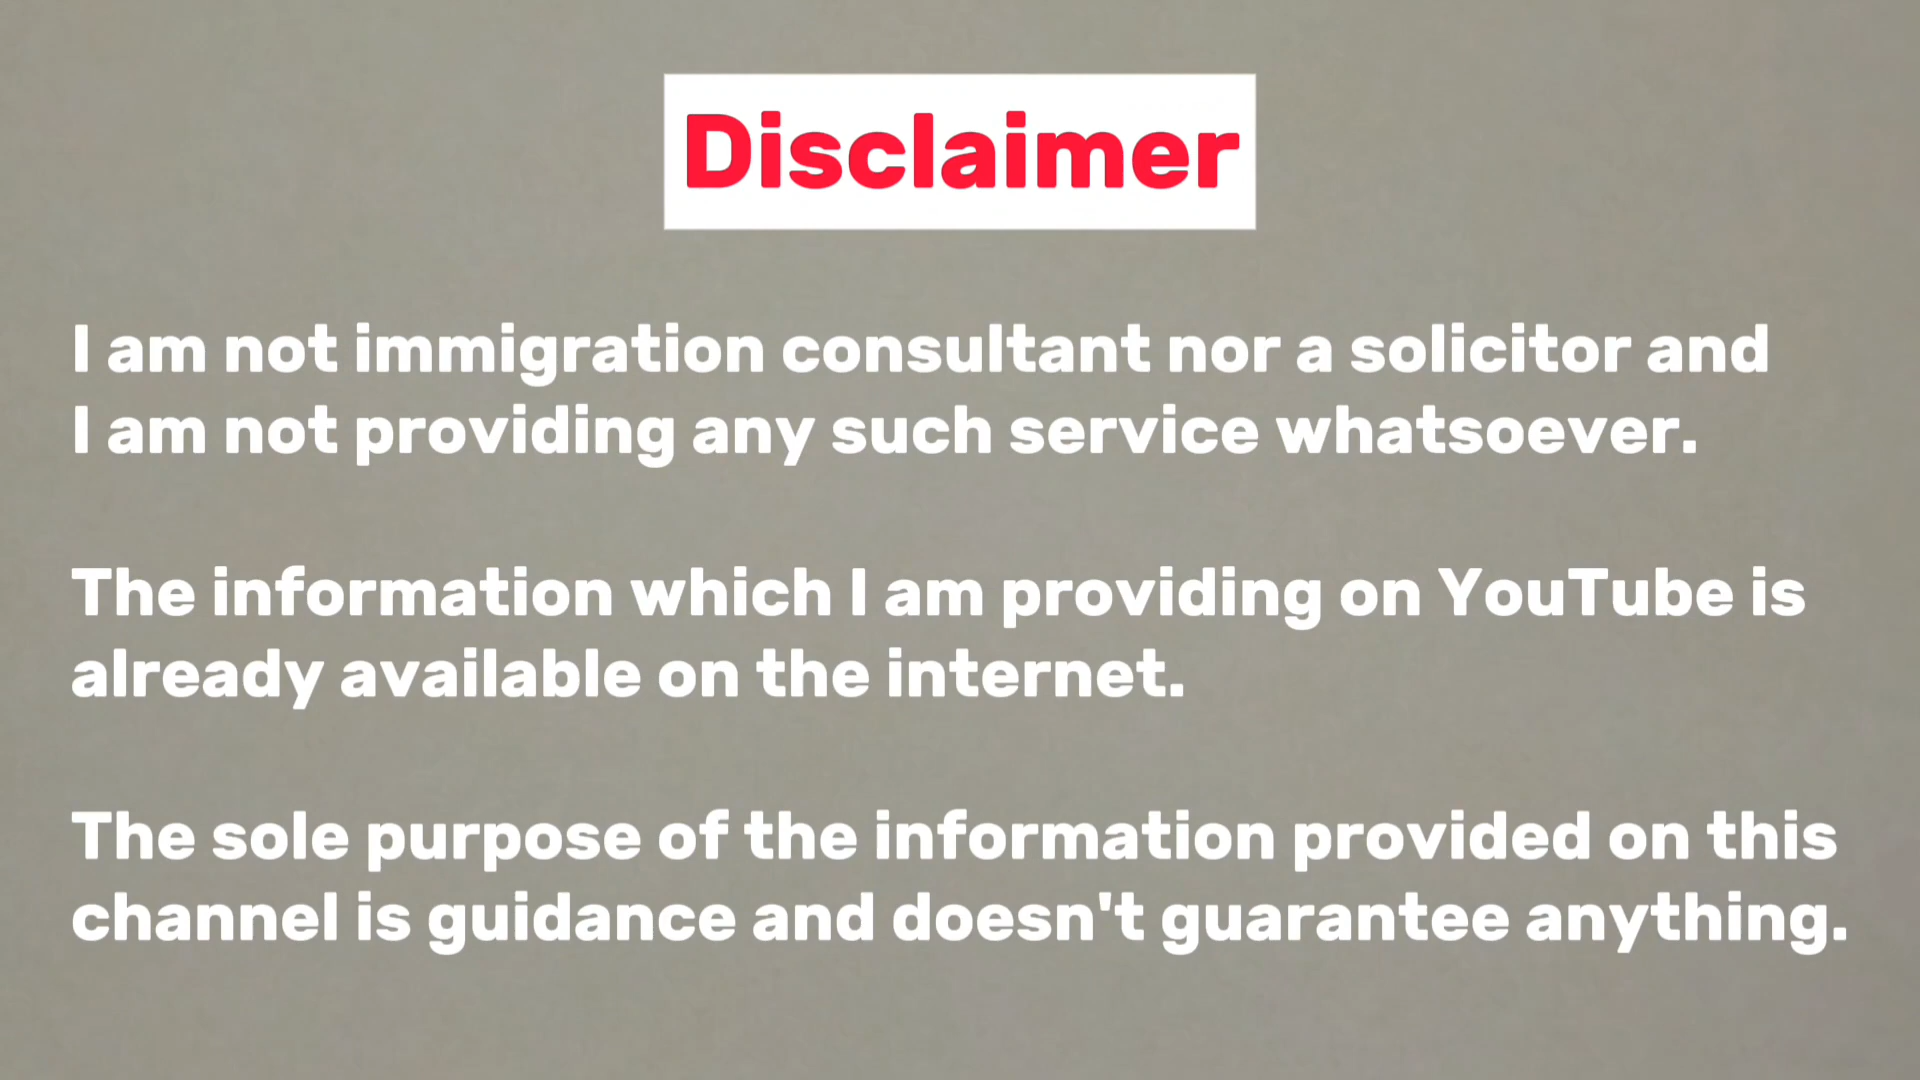 Disclaimer
I am not immigration consultant nor a solicitor and
I am not providing any such service whatsoever.
The information which I am providing on YouTube is
already available on the internet.
The sole purpose of the information provided on this
channel is guidance and doesn't guarantee anything.